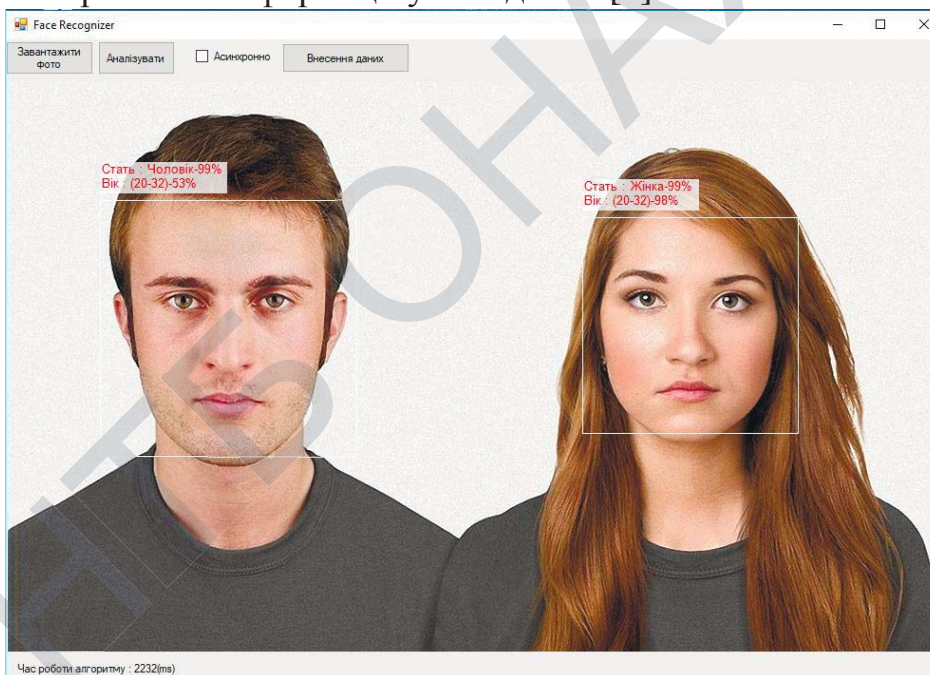 Face Recognizer
Завантажити
фото
Аналізувати
Асинхронно
Внесення даних
Стать : Чоловік-99%
Вік : (20-32)-53%
Стать : Жінка-99%
Вік : (20-32)-98%
Час роботи алгоритму : 2232(ms)